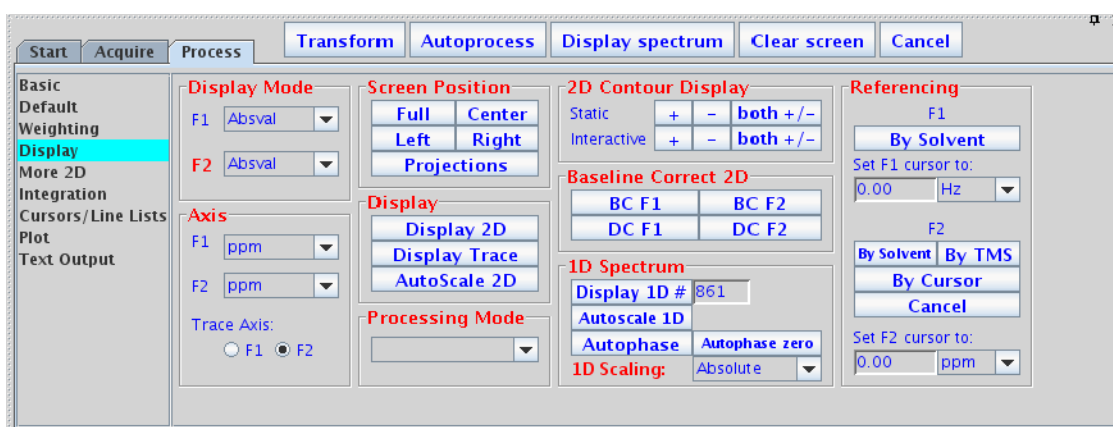 Start Acquire Process Transform Autoprocess Display spectrum Clear screen Cancel
Basic
Default
Weighting
Display
More 2D
Integration
Cursors/Line Lists
Plot
Text Output
Display Mode
F1 Absval
F2 Absval
Axis
F1 ppm
F2 ppm
Trace Axis:
F1 F2
Screen Position
Full Center
Left Right
Projections
Display
Display 2D
Display Trace
AutoScale 2D
Processing Mode
2D Contour Display
Static + - both +/-
Interactive + - both +/-
Baseline Correct 2D
BC F1 BC F2
DC F1 DC F2
1D Spectrum
Display 1D # 861
Autoscale 1D
Autophase Autophase zero
1D Scaling: Absolute
Referencing
F1
By Solvent
Set F1 cursor to:
0.00 Hz
F2
By Solvent By TMS
By Cursor
Cancel
Set F2 cursor to:
0.00 ppm